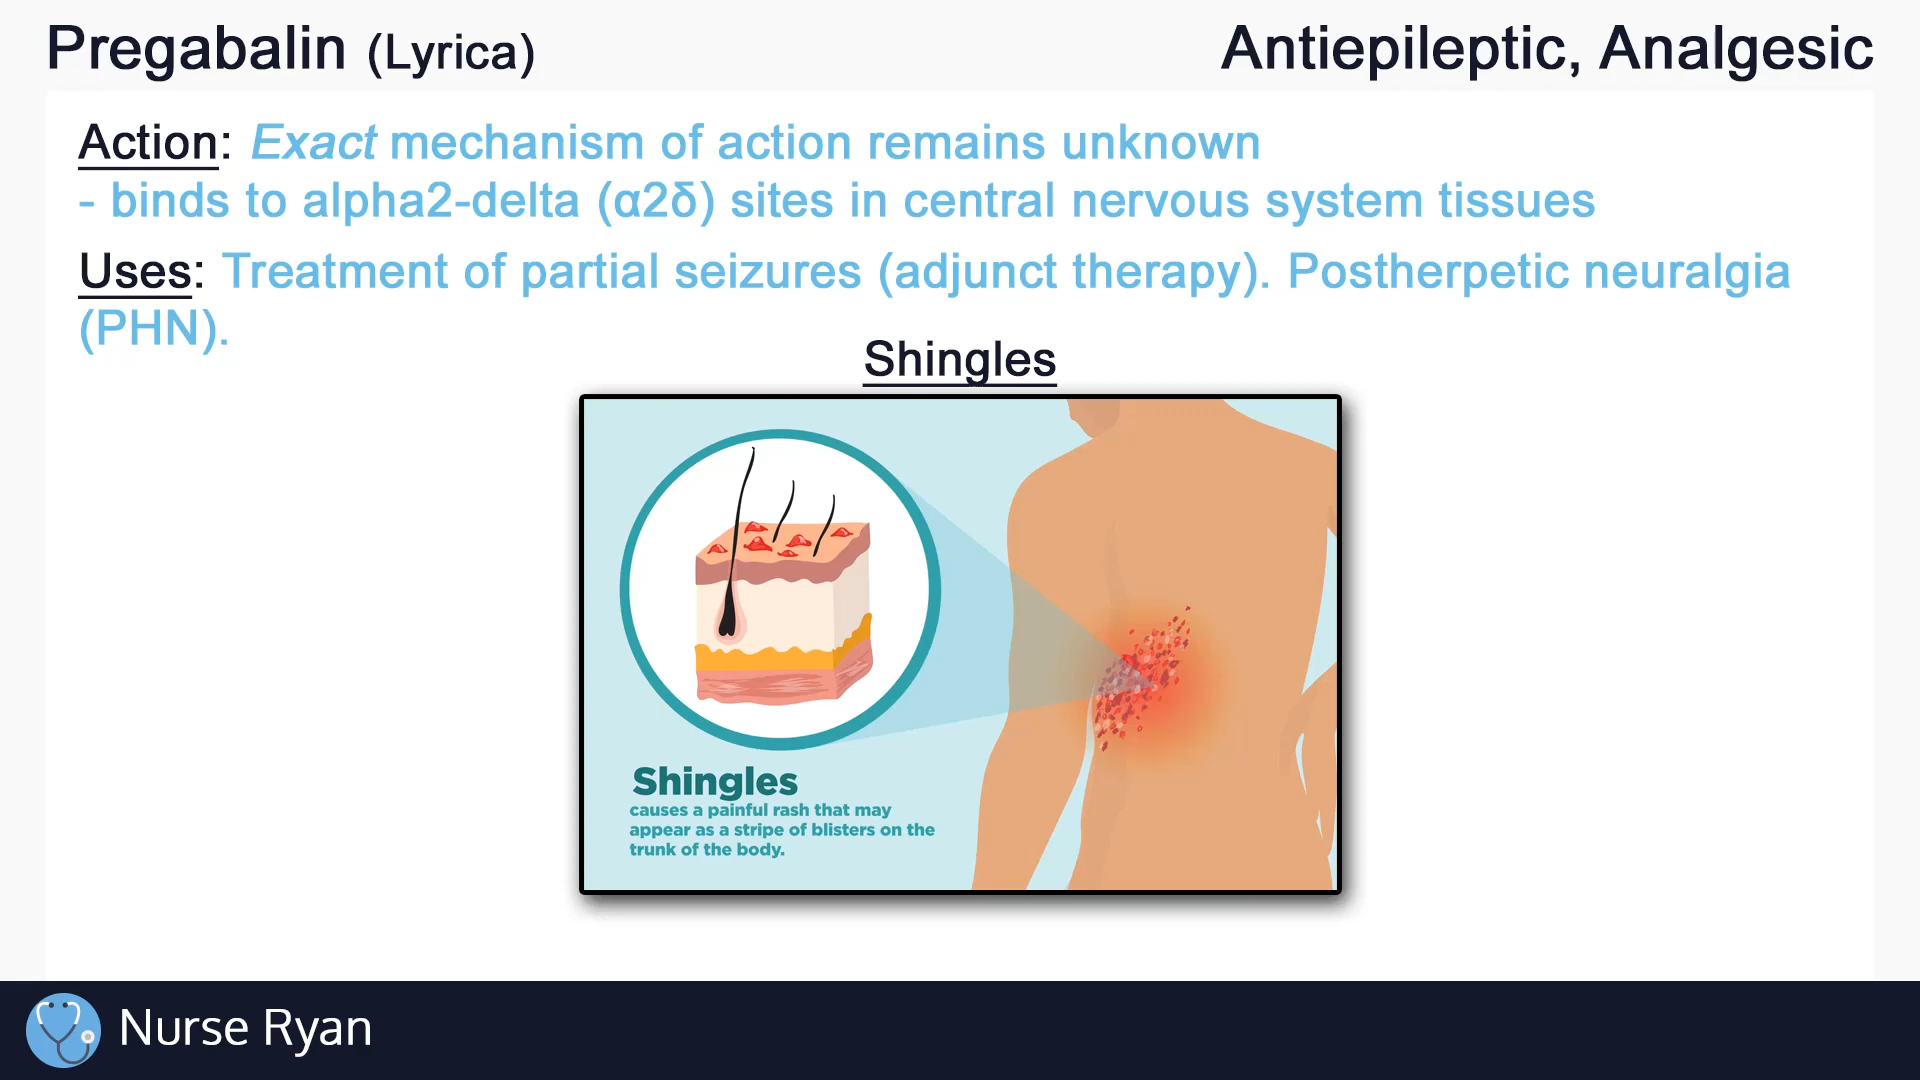 Pregabalin (Lyrica)
Antiepileptic, Analgesic
Action: Exact mechanism of action remains unknown
- binds to alpha2-delta (α2δ) sites in central nervous system tissues
Uses: Treatment of partial seizures (adjunct therapy). Postherpetic neuralgia
(PHN).
Shingles
Shingles
causes a painful rash that may
appear as a stripe of blisters on the
trunk of the body.
Nurse Ryan